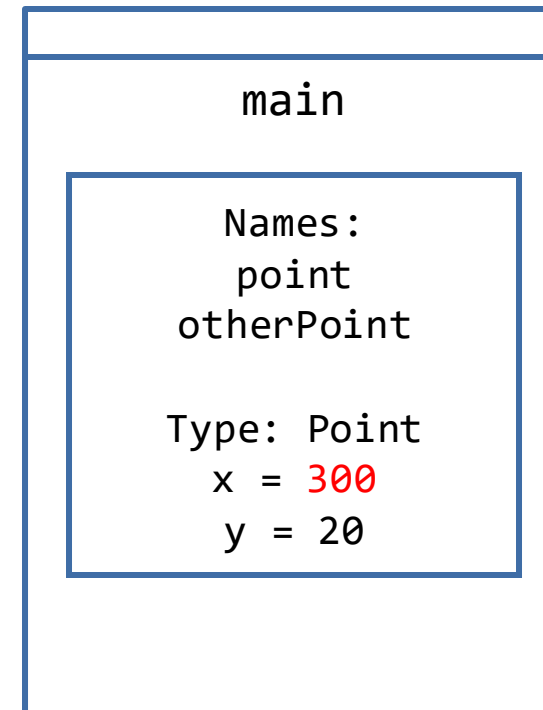 main
Names:
point
otherPoint
Type: Point
x = 300
y = 20